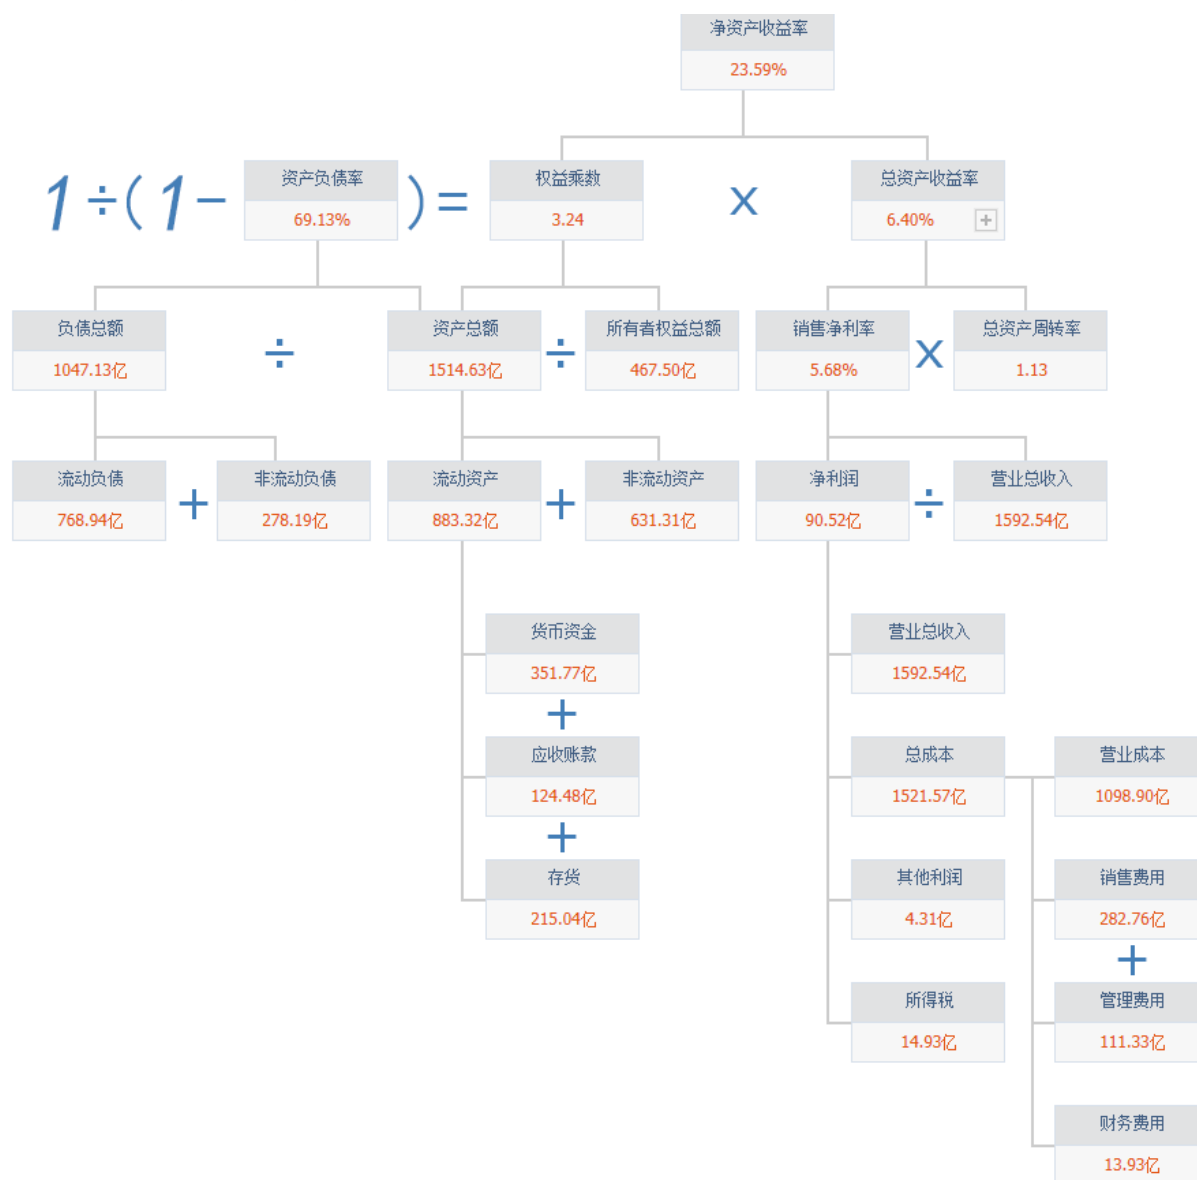 净资产收益率
23.59%
1÷(1−
资产负债率
69.13%
)=
权益乘数
3.24
x
总资产收益率
6.40%
+
负债总额
1047.13亿
÷
资产总额
1514.63亿
÷
所有者权益总额
467.50亿
销售净利率
5.68%
x
总资产周转率
1.13
流动负债
768.94亿
+
非流动负债
278.19亿
流动资产
883.32亿
+
非流动资产
631.31亿
净利润
90.52亿
÷
营业总收入
1592.54亿
货币资金
351.77亿
+
应收账款
124.48亿
+
存货
215.04亿
营业总收入
1592.54亿
总成本
1521.57亿
其他利润
4.31亿
所得税
14.93亿
营业成本
1098.90亿
销售费用
282.76亿
+
管理费用
111.33亿
财务费用
13.93亿